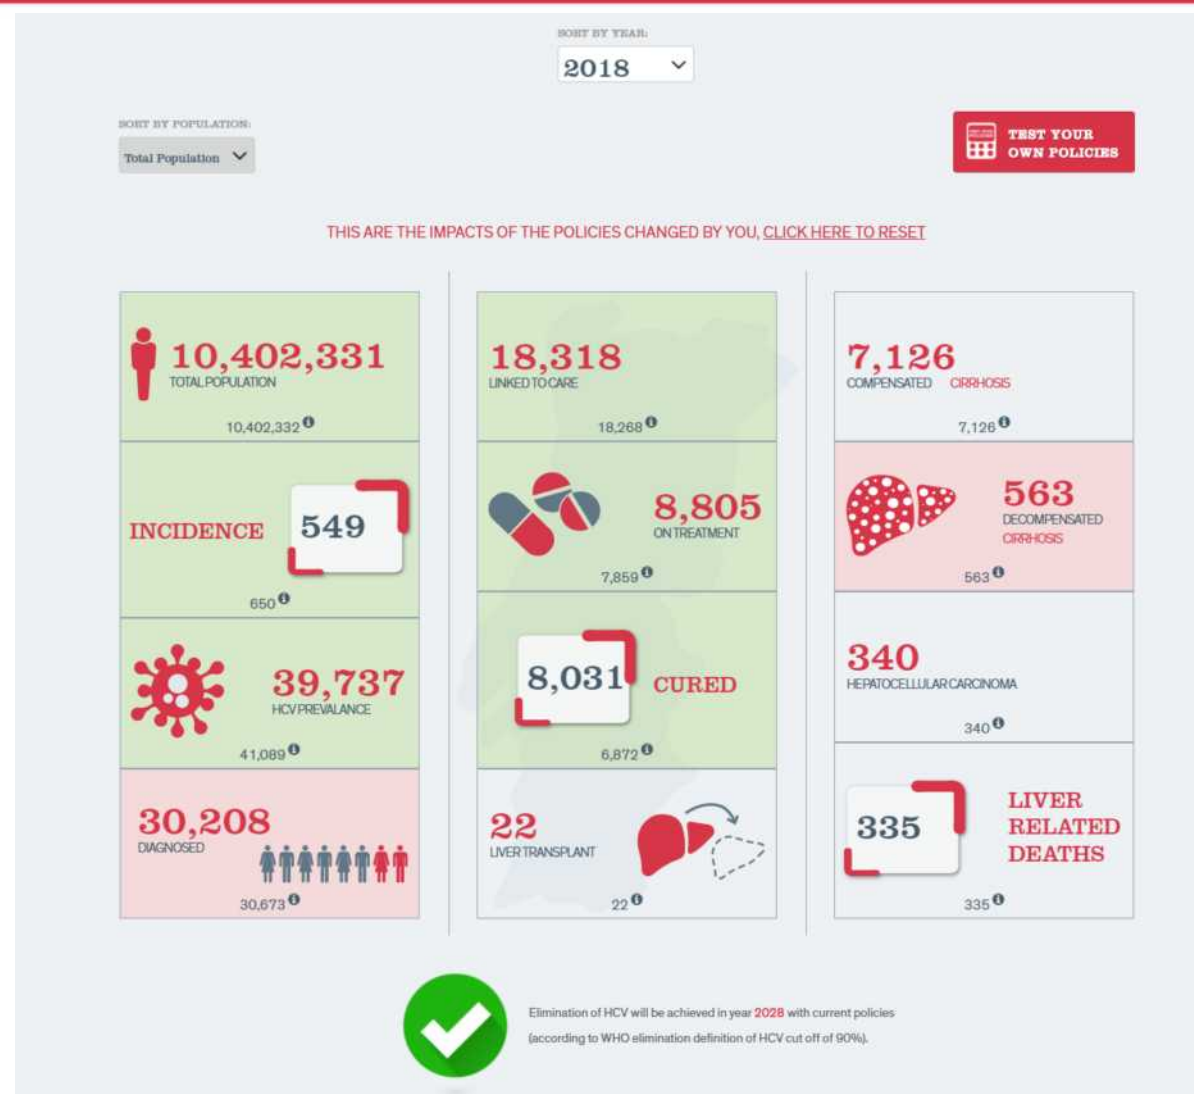 SORT BY YEAR:
2018
SORT BY POPULATION:
Total Population
TEST YOUR
OWN POLICIES
THIS ARE THE IMPACTS OF THE POLICIES CHANGED BY YOU, CLICK HERE TO RESET
10,402,331
TOTAL POPULATION
10,402,332
INCIDENCE 549
650
39,737
HCV PREVALANCE
41,089
30,208
DIAGNOSED
30,673
18,318
LINKED TO CARE
18,268
8,805
ON TREATMENT
7,859
8,031 CURED
6,872
22
LIVER TRANSPLANT
22
7,126
COMPENSATED CIRRHOSIS
7,126
563
DECOMPENSATED
CIRRHOSIS
563
340
HEPATOCELLULAR CARCINOMA
340
335
LIVER
RELATED
DEATHS
335
Elimination of HCV will be achieved in year 2028 with current policies
(according to WHO elimination definition of HCV cut off of 90%).